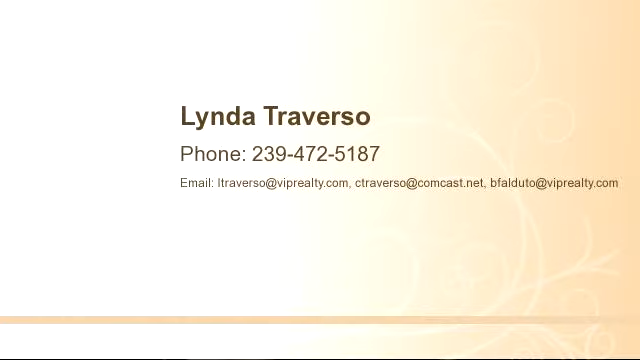 Lynda Traverso
Phone: 239-472-5187
Email: ltraverso@viprealty.com, ctraverso@comcast.net, bfalduto@viprealty.com